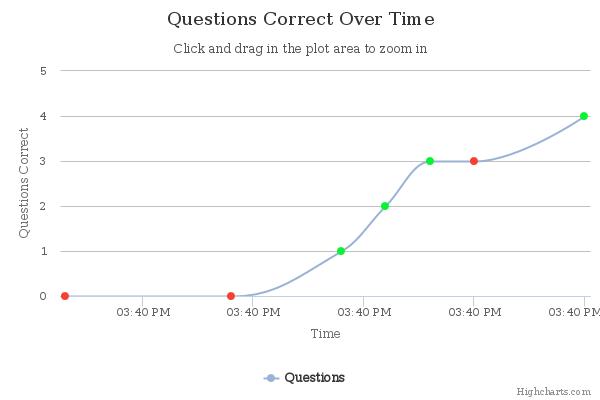 Questions Correct Over Time
Click and drag in the plot area to zoom in
Questions Correct
5
4
3
2
1
0
03:40 PM 03:40 PM 03:40 PM 03:40 PM 03:40 PM
Time
Questions
Highcharts.com